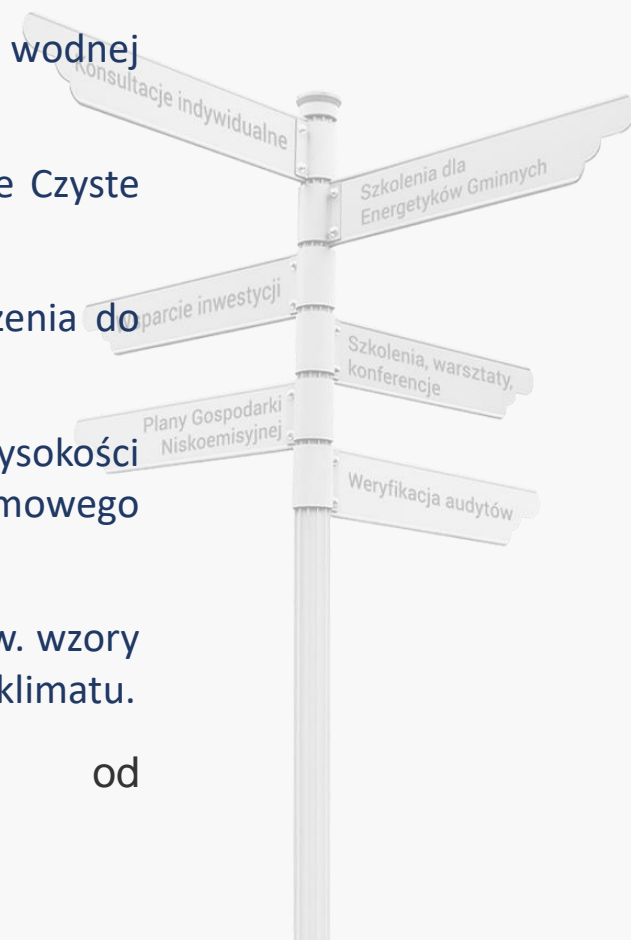 wodnej
Konsultacje indywidualne
Szkolenia dla
Energetyków Gminnych
e Czyste
Wsparcie inwestycji
zenia do
Szkolenia, warsztaty,
konferencje
Plany Gospodarki
Niskoemisyjnej
ysokości
mowego
Weryfikacja audytów
w. wzory
klimatu.
od